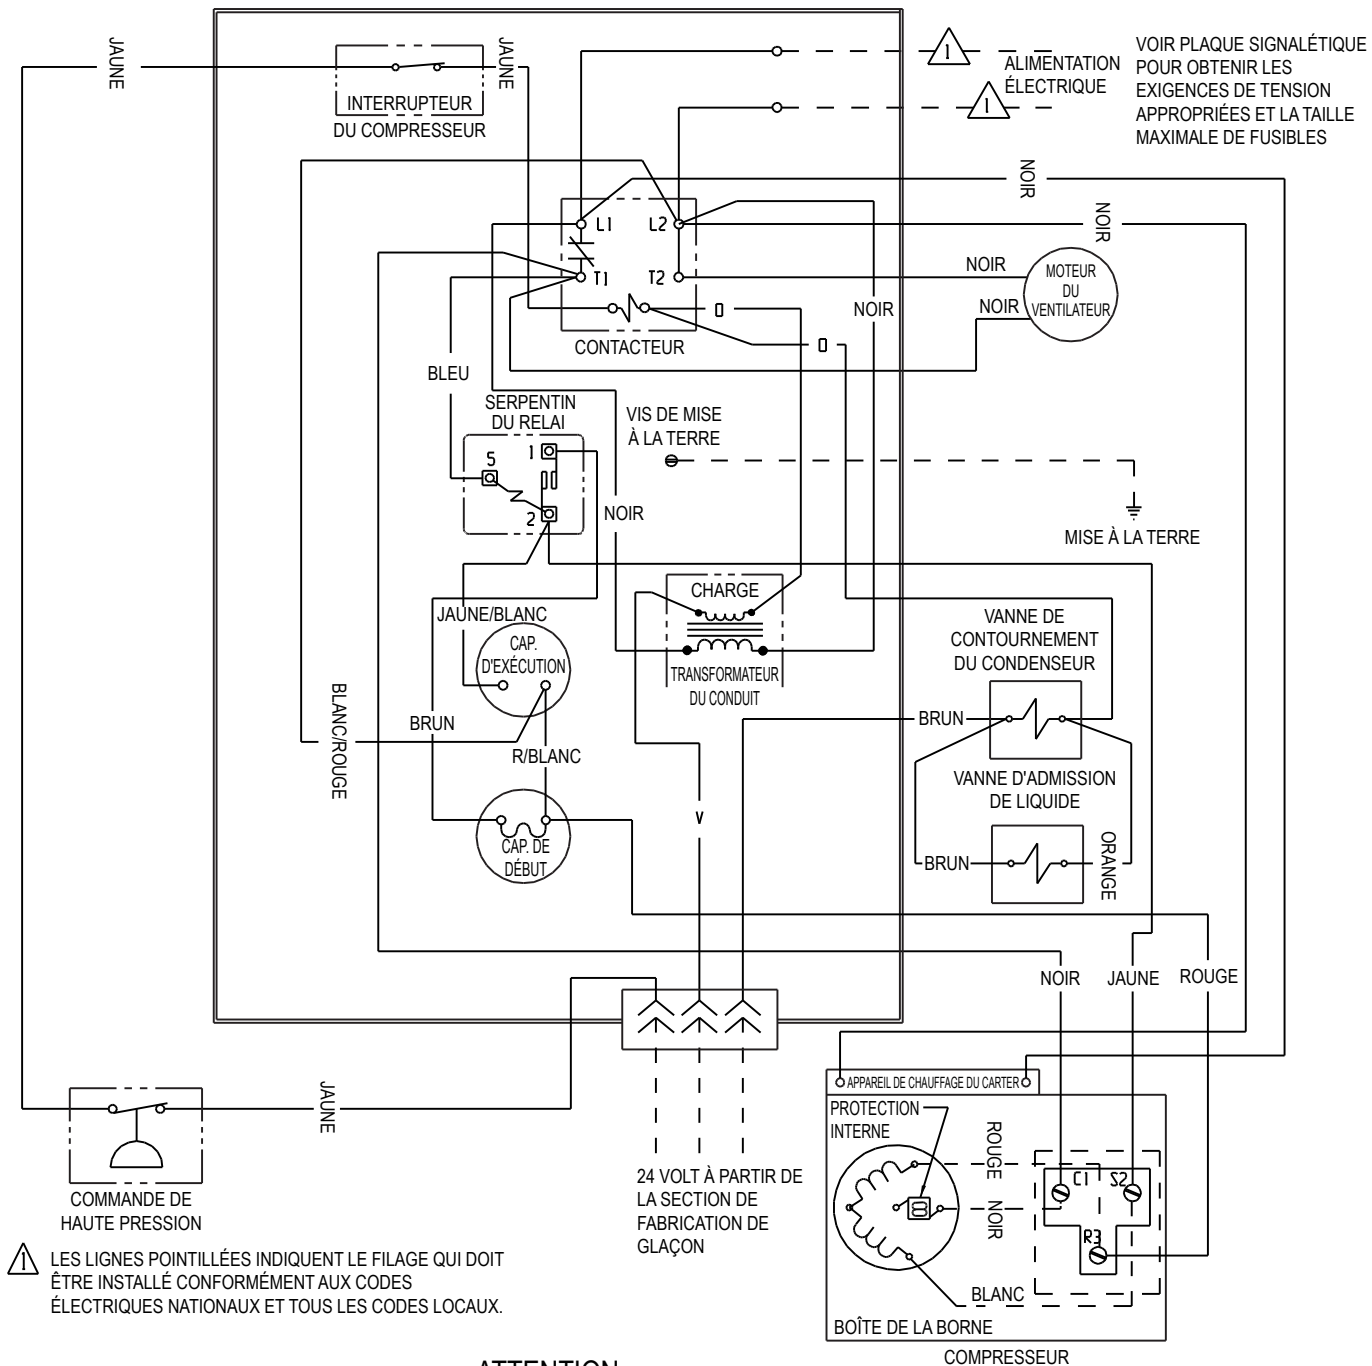 JAUNE
INTERRUPTEUR
DU COMPRESSEUR
JAUNE
1
ALIMENTATION
ÉLECTRIQUE
1
VOIR PLAQUE SIGNALÉTIQUE
POUR OBTENIR LES
EXIGENCES DE TENSION
APPROPRIÉES ET LA TAILLE
MAXIMALE DE FUSIBLES
NOIR
NOIR
L1
L2
T1
T2
NOIR
NOIR
MOTEUR
DU
VENTILATEUR
O
O
NOIR
CONTACTEUR
BLEU
SERPENTIN
DU RELAI
1
5
2
NOIR
VIS DE MISE
À LA TERRE
MISE À LA TERRE
JAUNE/BLANC
CAP.
D'EXÉCUTION
CHARGE
TRANSFORMATEUR
DU CONDUIT
VANNE DE
CONTOURNEMENT
DU CONDENSEUR
BRUN
BLANC/ROUGE
BRUN
R/BLANC
VANNE D'ADMISSION
DE LIQUIDE
BRUN
ORANGE
V
CAP. DE
DÉBUT
NOIR
JAUNE
ROUGE
JAUNE
COMMANDE DE
HAUTE PRESSION
24 VOLT À PARTIR DE
LA SECTION DE
FABRICATION DE
GLAÇON
APPAREIL DE CHAUFFAGE DU CARTER
PROTECTION
INTERNE
ROUGE
NOIR
C1
S2
R3
BLANC
BOÎTE DE LA BORNE
COMPRESSEUR
1
LES LIGNES POINTILLÉES INDIQUENT LE FILAGE QUI DOIT
ÊTRE INSTALLÉ CONFORMÉMENT AUX CODES
ÉLECTRIQUES NATIONAUX ET TOUS LES CODES LOCAUX.
ATTENTION